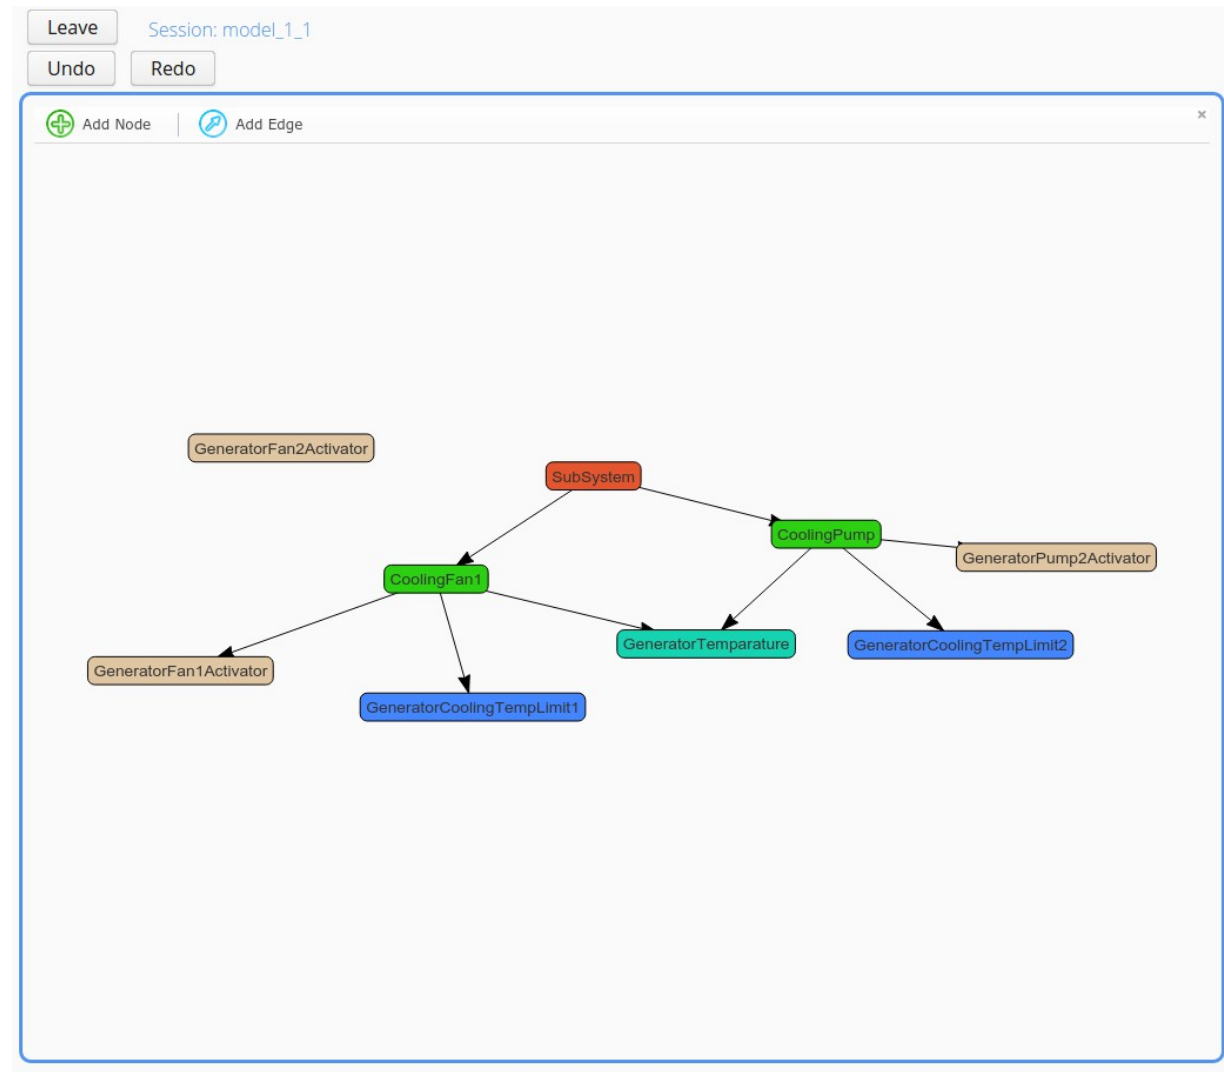 Leave Session: model_1_1
Undo Redo
Add Node Add Edge ×
GeneratorFan2Activator
SubSystem
CoolingPump
GeneratorPump2Activator
CoolingFan1
GeneratorTemparature
GeneratorCoolingTempLimit2
GeneratorFan1Activator
GeneratorCoolingTempLimit1